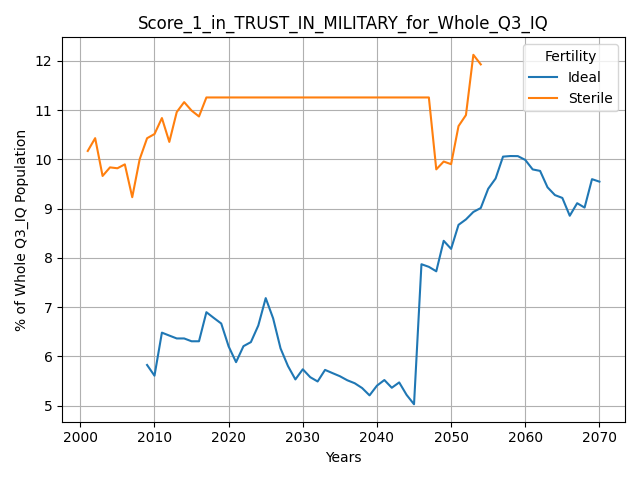 Score_1_in_TRUST_IN_MILITARY_for_Whole_Q3_IQ
Fertility
Ideal
Sterile
% of Whole Q3_IQ Population
12
11
10
9
8
7
6
5
2000 2010 2020 2030 2040 2050 2060 2070
Years